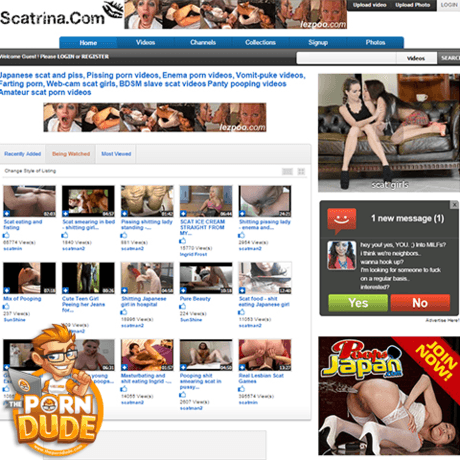 Scatrina.Com
lezpoo.com
Upload video Upload Photo LOGIN
Home Videos Channels Collections Signup Photos
Welcome Guest ! Please LOGIN or REGISTER
Videos SEARC
Japanese scat and piss, Pissing porn videos, Enema porn videos, Vomit-puke videos,
Farting porn, Web-cam scat girls, BDSM slave scat videos Panty pooping videos
Amateur scat porn videos
lezpoo.com
scat girls
Recently Added Being Watched Most Viewed
Change Style of Listing
Scat eating and fisting
scatmin
Scat smearing in bed - shitting girl...
1840 View(s)
scatman2
Pissing shitting lady standing -...
881 View(s)
scatman2
SCAT ICE CREAM STRAIGHT FROM MY...
15770 View(s)
Ingrid Frost
Shitting pissing lady - enema and...
2954 View(s)
scatman2
1 new message (1)
hey you! yes, YOU. ;) into MILFs?
i think we're neighbors.
wanna hook up?
I'm looking for someone to fuck
on a regular basis.
interested?
Yes No
Advertise Here!
Mix of Pooping
237 View(s)
SunShine
Cute Teen Girl Peeing her Jeans for...
View(s)
SunShine
Shitting Japanese girl in hospital
View(s)
scatman2
Pure Beauty
224 View(s)
SunShine
Scat food - shit eating Japanese girl
View(s)
scatman2
JOIN NOW!
Poops Japan.com
poops...
scatman2
Masturbating and shit eating Ingrid -...
14055 View(s)
scatman2
Pooping shit smearing scat in pussy...
2607 View(s)
scatman2
Real Lesbian Scat Games
View(s)
scatmin
THE PORN DUDE